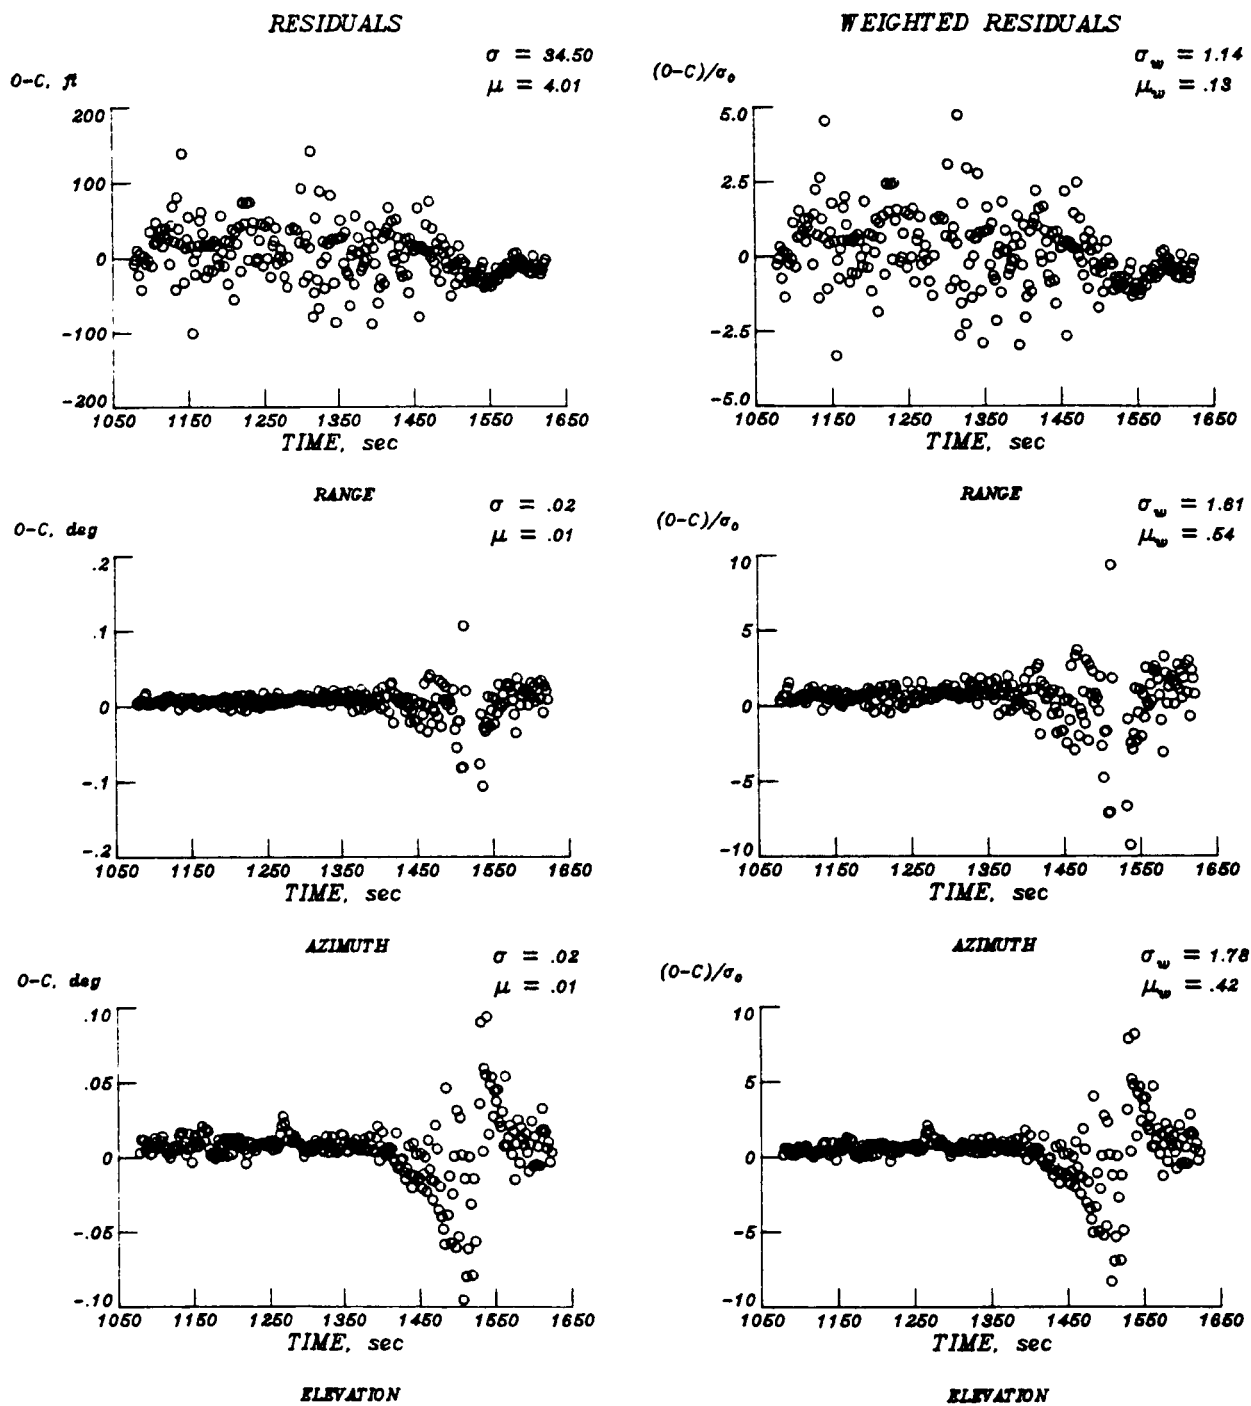 RESIDUALS
σ = 34.50
μ = 4.01
O-C, ft
200
100
0
-100
-200
1050 1150 1250 1350 1450 1550 1650
TIME, sec
RANGE
WEIGHTED RESIDUALS
σw = 1.14
μw = .13
(O-C)/σo
5.0
2.5
0
-2.5
-5.0
1050 1150 1250 1350 1450 1550 1650
TIME, sec
RANGE
σ = .02
μ = .01
O-C, deg
.2
.1
0
-.1
-.2
1050 1150 1250 1350 1450 1550 1650
TIME, sec
AZIMUTH
σw = 1.61
μw = .54
(O-C)/σo
10
5
0
-5
-10
1050 1150 1250 1350 1450 1550 1650
TIME, sec
AZIMUTH
σ = .02
μ = .01
O-C, deg
.10
.05
0
-.05
-.10
1050 1150 1250 1350 1450 1550 1650
TIME, sec
ELEVATION
σw = 1.78
μw = .42
(O-C)/σo
10
5
0
-5
-10
1050 1150 1250 1350 1450 1550 1650
TIME, sec
ELEVATION